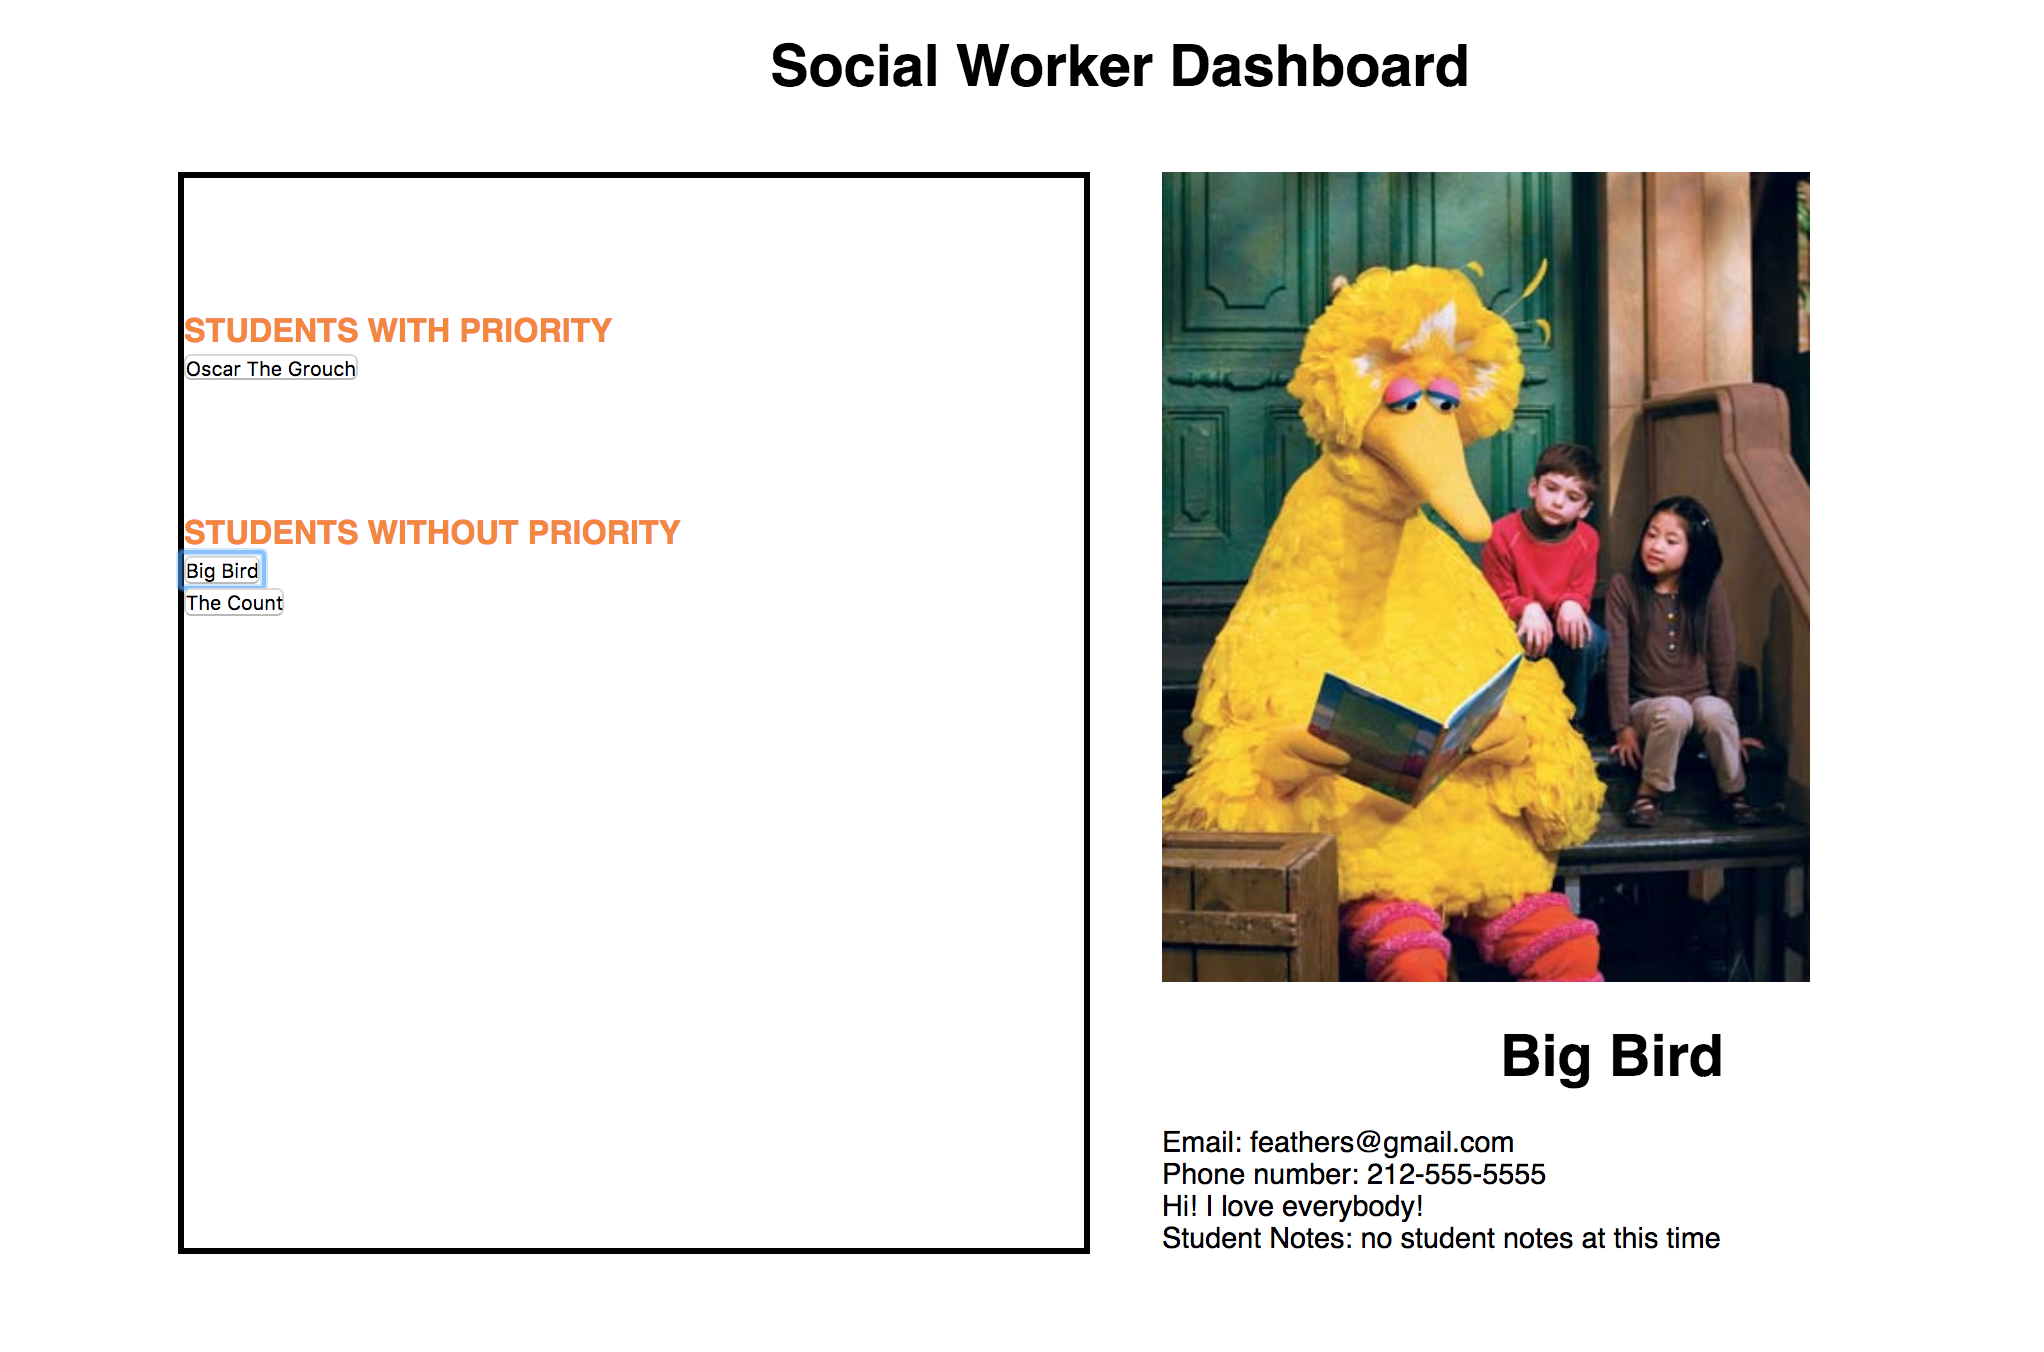 Social Worker Dashboard
STUDENTS WITH PRIORITY
Oscar The Grouch
STUDENTS WITHOUT PRIORITY
Big Bird
The Count
Big Bird
Email: feathers@gmail.com
Phone number: 212-555-5555
Hi! I love everybody!
Student Notes: no student notes at this time